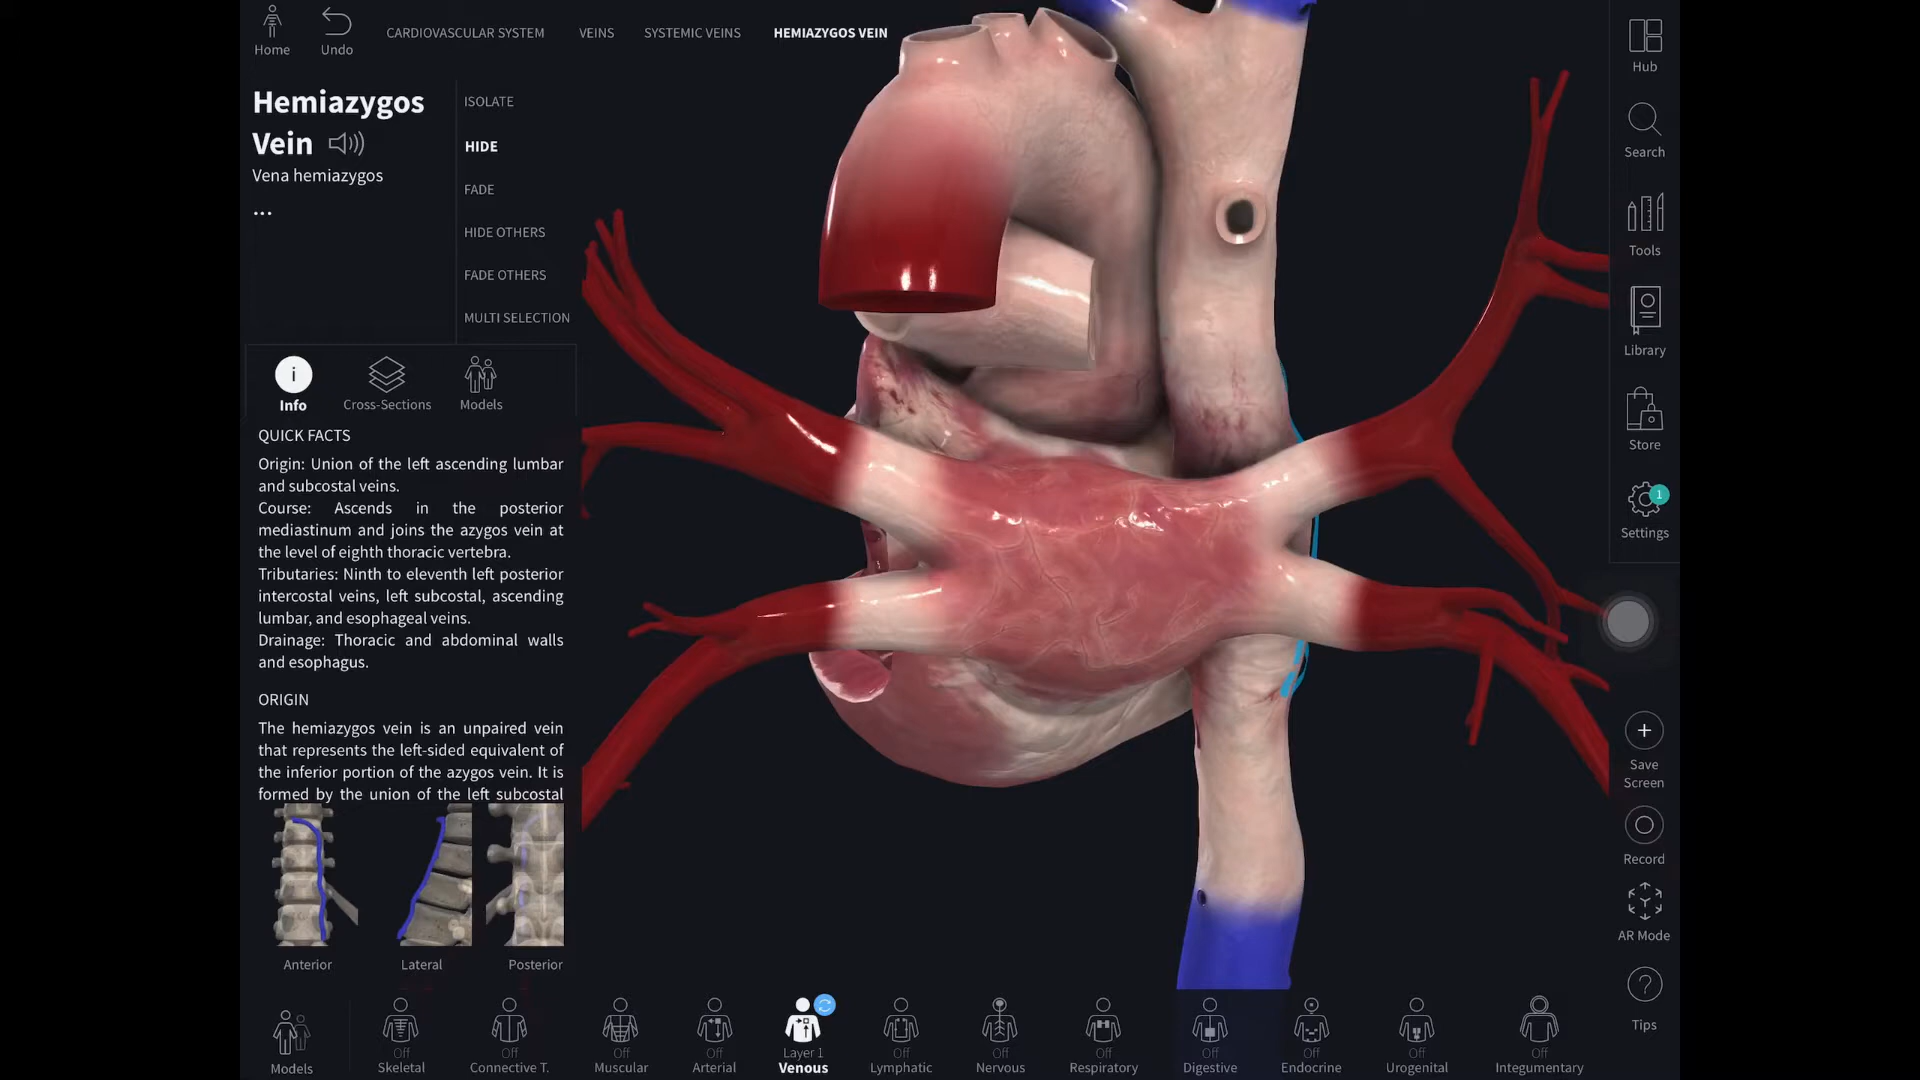 Home
Undo
CARDIOVASCULAR SYSTEM
VEINS
SYSTEMIC VEINS
HEMIAZYGOS VEIN
Hemiazygos
Vein
Vena hemiazygos
...
ISOLATE
HIDE
FADE
HIDE OTHERS
FADE OTHERS
MULTI SELECTION
i
Info
Cross-Sections
Models
QUICK FACTS
Origin: Union of the left ascending lumbar
and subcostal veins.
Course: Ascends in the posterior
mediastinum and joins the azygos vein at
the level of eighth thoracic vertebra.
Tributaries: Ninth to eleventh left posterior
intercostal veins, left subcostal, ascending
lumbar, and esophageal veins.
Drainage: Thoracic and abdominal walls
and esophagus.
ORIGIN
The hemiazygos vein is an unpaired vein
that represents the left-sided equivalent of
the inferior portion of the azygos vein. It is
formed by the union of the left subcostal
Anterior
Lateral
Posterior
Hub
Search
Tools
Library
Store
1
Settings
+
Save
Screen
Record
AR Mode
?
Tips
Models
Off
Skeletal
Off
Connective T.
Off
Muscular
Off
Arterial
Layer 1
Venous
Off
Lymphatic
Off
Nervous
Off
Respiratory
Off
Digestive
Off
Endocrine
Off
Urogenital
Off
Integumentary